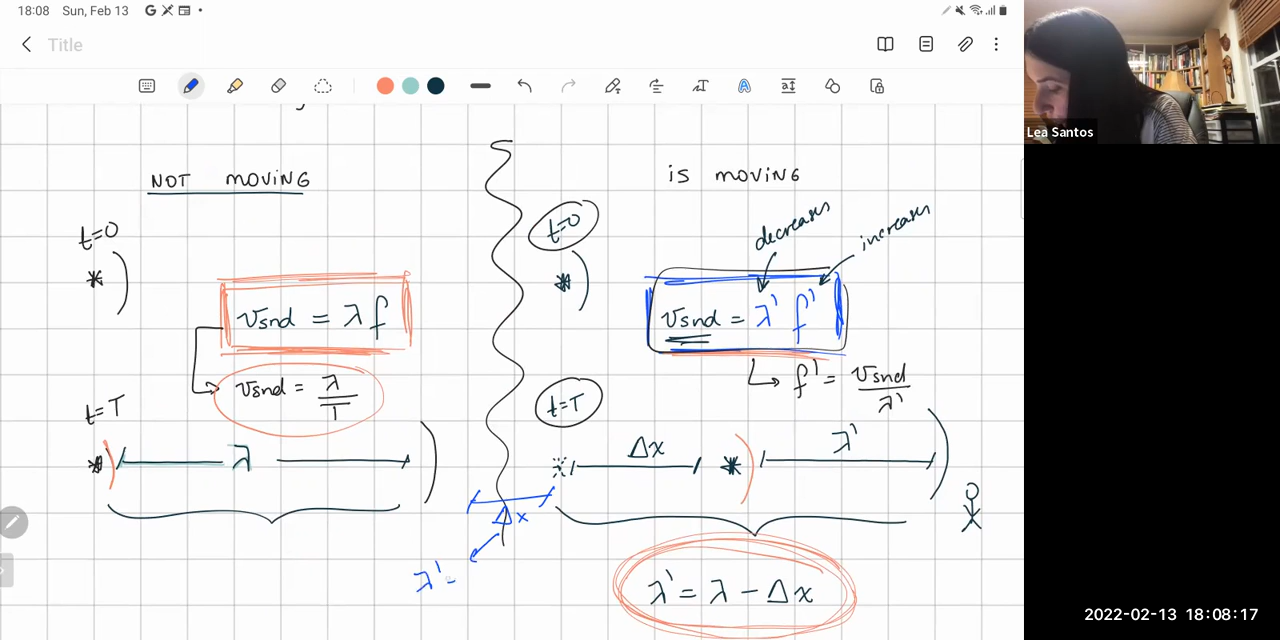 18:08 Sun, Feb 13 G
Title
T
A
Lea Santos
NOT MOVING
t=0
*
vsnd = λ f
vsnd = λ/T
t=T
*
λ
is moving
t=0
*
decreases
increases
vsnd = λ' f'
f' = vsnd/λ'
t=T
Δx
*
λ'
Δx
λ' =
λ' = λ - Δx
2022-02-13 18:08:17